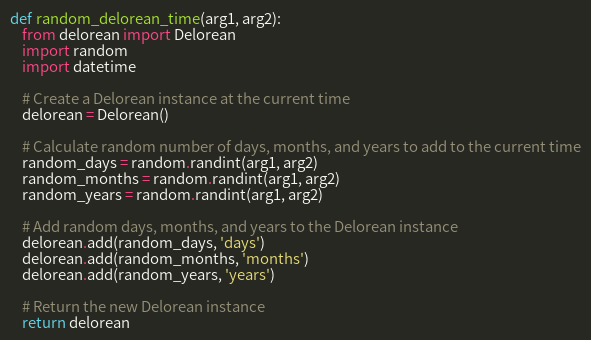 def random_delorean_time(arg1, arg2):
from delorean import Delorean
import random
import datetime
# Create a Delorean instance at the current time
delorean = Delorean()
# Calculate random number of days, months, and years to add to the current time
random_days = random.randint(arg1, arg2)
random_months = random.randint(arg1, arg2)
random_years = random.randint(arg1, arg2)
# Add random days, months, and years to the Delorean instance
delorean.add(random_days, 'days')
delorean.add(random_months, 'months')
delorean.add(random_years, 'years')
# Return the new Delorean instance
return delorean